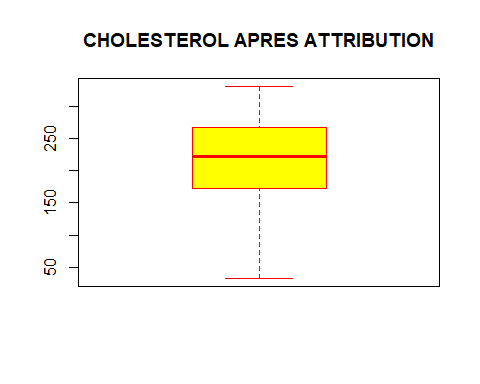 CHOLESTEROL APRES ATTRIBUTION
250
150
50